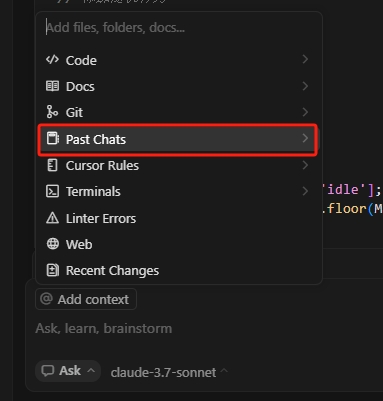 Add files, folders, docs...
Code
Docs
Git
Past Chats
Cursor Rules
Terminals
'idle'];
.floor(M
Linter Errors
Web
Recent Changes
@ Add context
Ask, learn, brainstorm
Ask claude-3.7-sonnet